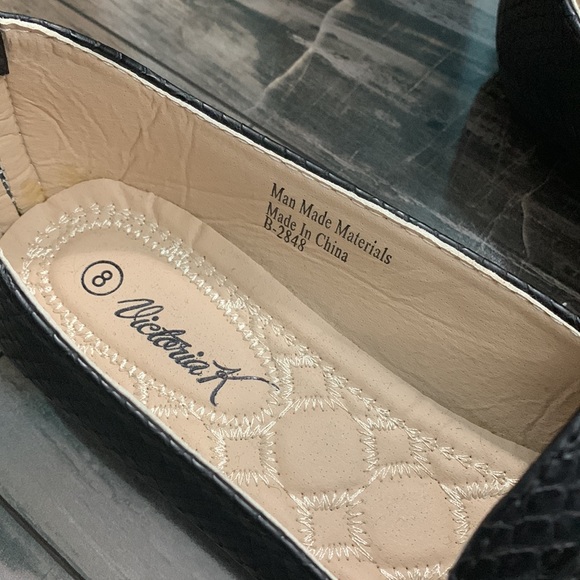 Man Made Materials
Made In China
B-2848
8
Victoria K